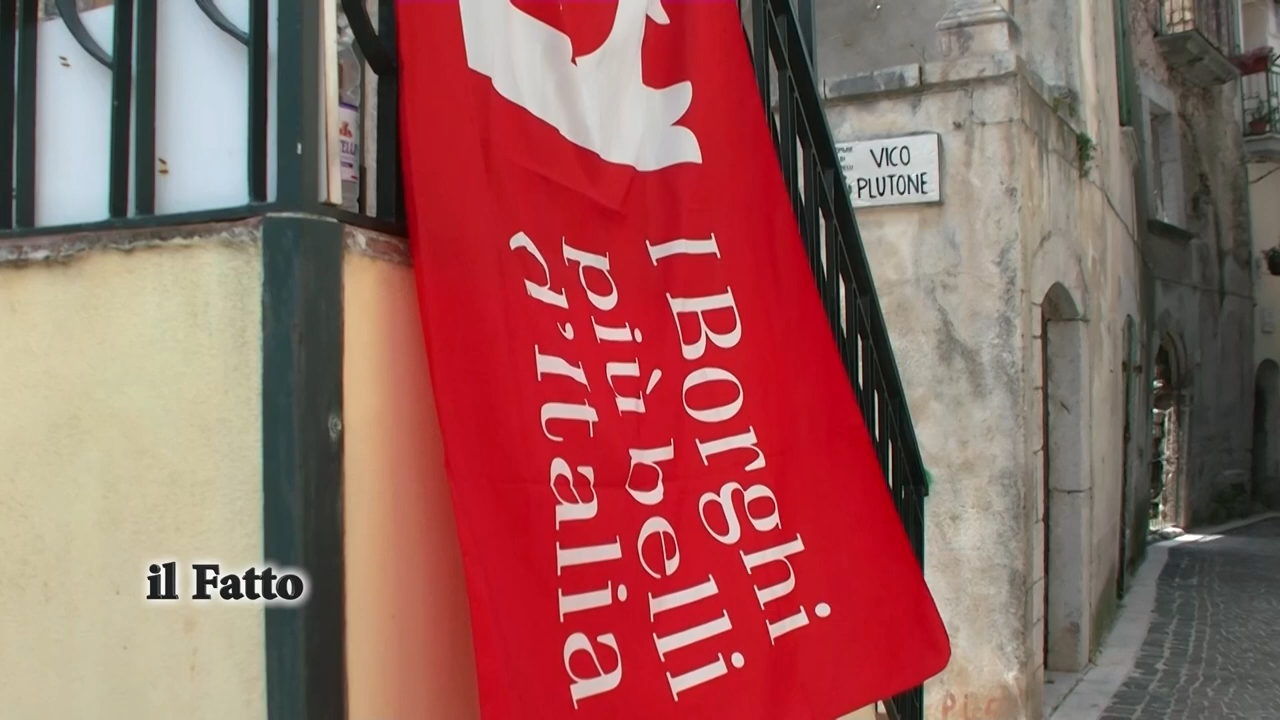 VICO
PLUTONE
I Borghi
più belli
d'Italia
il Fatto